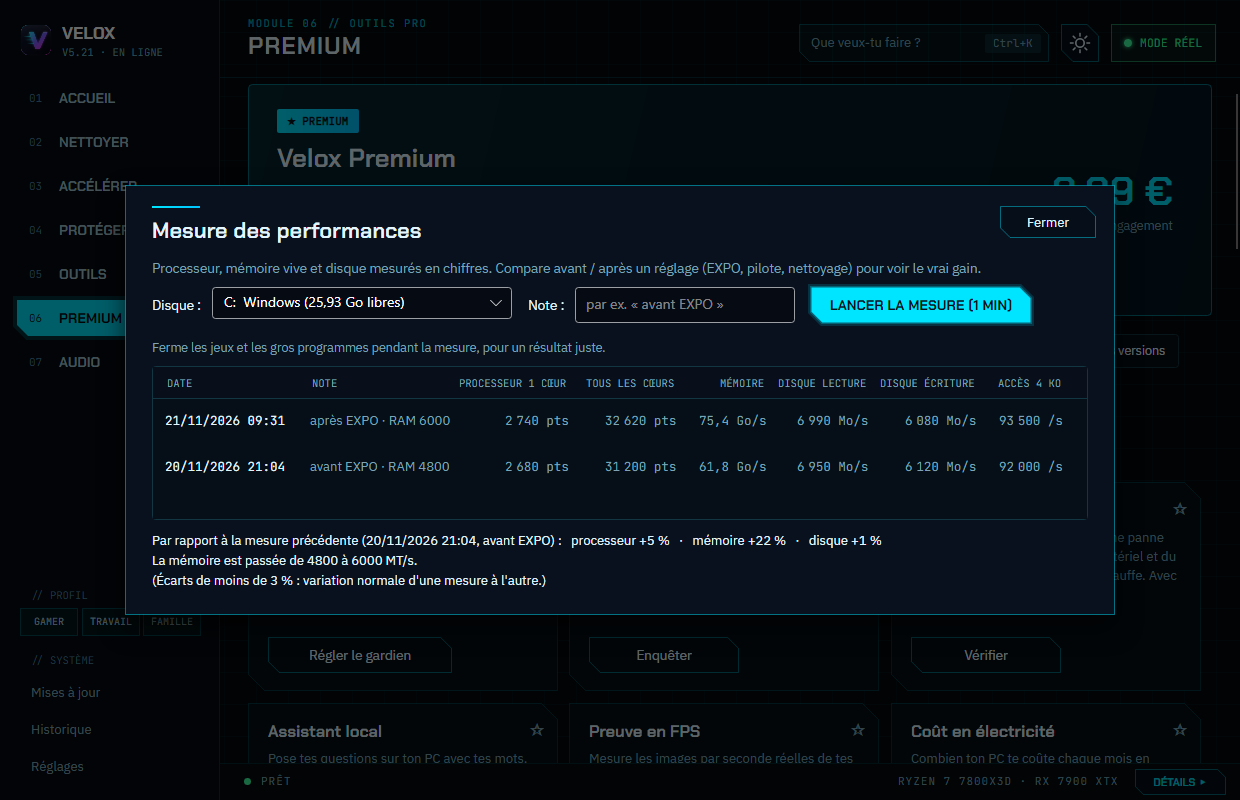 VELOX
V5.21 · EN LIGNE
MODULE 06 // OUTILS PRO
PREMIUM
Que veux-tu faire ?
Ctrl+K
MODE RÉEL
01 ACCUEIL
02 NETTOYER
03 ACCÉLÉRER
04 PROTÉGER
05 OUTILS
06 PREMIUM
07 AUDIO
★ PREMIUM
Velox Premium
€
Mesure des performances
Fermer
Processeur, mémoire vive et disque mesurés en chiffres. Compare avant / après un réglage (EXPO, pilote, nettoyage) pour voir le vrai gain.
Disque :
C: Windows (25,93 Go libres)
Note :
par ex. « avant EXPO »
LANCER LA MESURE (1 MIN)
Ferme les jeux et les gros programmes pendant la mesure, pour un résultat juste.
versions
DATE NOTE PROCESSEUR 1 CŒUR TOUS LES CŒURS MÉMOIRE DISQUE LECTURE DISQUE ÉCRITURE ACCÈS 4 KO
21/11/2026 09:31 après EXPO · RAM 6000 2 740 pts 32 620 pts 75,4 Go/s 6 990 Mo/s 6 080 Mo/s 93 500 /s
20/11/2026 21:04 avant EXPO · RAM 4800 2 680 pts 31 200 pts 61,8 Go/s 6 950 Mo/s 6 120 Mo/s 92 000 /s
Par rapport à la mesure précédente (20/11/2026 21:04, avant EXPO) : processeur +5 % · mémoire +22 % · disque +1 %
La mémoire est passée de 4800 à 6000 MT/s.
(Écarts de moins de 3 % : variation normale d'une mesure à l'autre.)
panne
et du
Avec
// PROFIL
GAMER TRAVAIL FAMILLE
// SYSTÈME
Mises à jour
Historique
Réglages
Régler le gardien
Enquêter
Vérifier
Assistant local
Pose tes questions sur ton PC avec tes mots.
Preuve en FPS
Mesure les images par seconde réelles de tes
Coût en électricité
Combien ton PC te coûte chaque mois en
PRÊT
RYZEN 7 7800X3D · RX 7900 XTX
DÉTAILS ▸